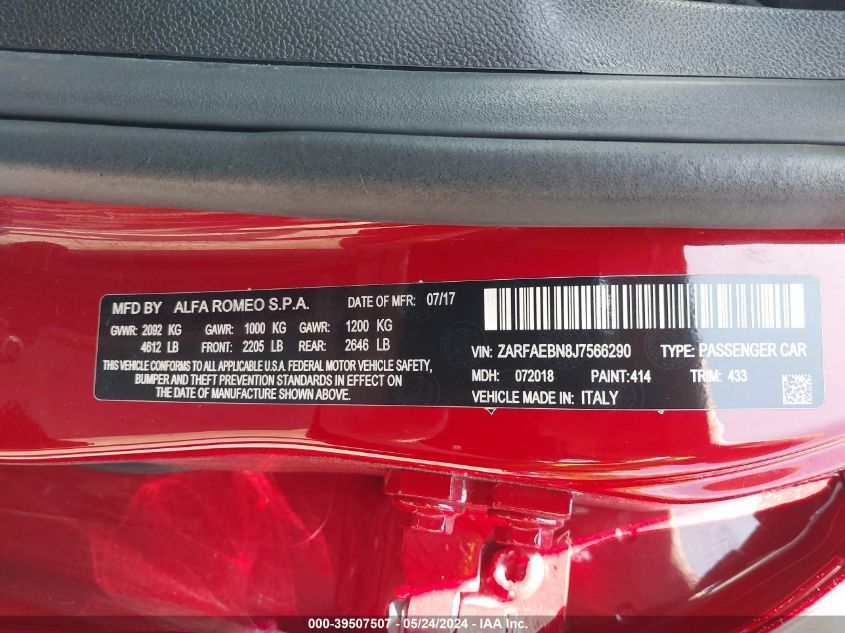 MFD BY ALFA ROMEO S.P.A. DATE OF MFR: 07/17
GVWR: 2092 KG GAWR: 1000 KG GAWR: 1200 KG
4612 LB FRONT: 2205 LB REAR: 2646 LB
THIS VEHICLE CONFORMS TO ALL APPLICABLE U.S.A. FEDERAL MOTOR VEHICLE SAFETY,
BUMPER AND THEFT PREVENTION STANDARDS IN EFFECT ON
THE DATE OF MANUFACTURE SHOWN ABOVE.
VIN: ZARFAEBN8J7566290 TYPE: PASSENGER CAR
MDH: 072018 PAINT:414 TRIM: 433
VEHICLE MADE IN: ITALY
000-39507507 - 05/24/2024 - IAA Inc.